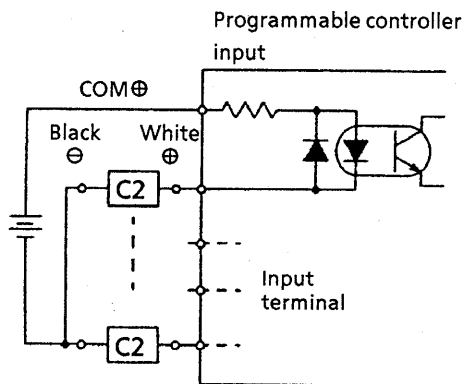 Programmable controller
input
COM⊕
Black
White
⊖
⊕
C2
Input
terminal
C2